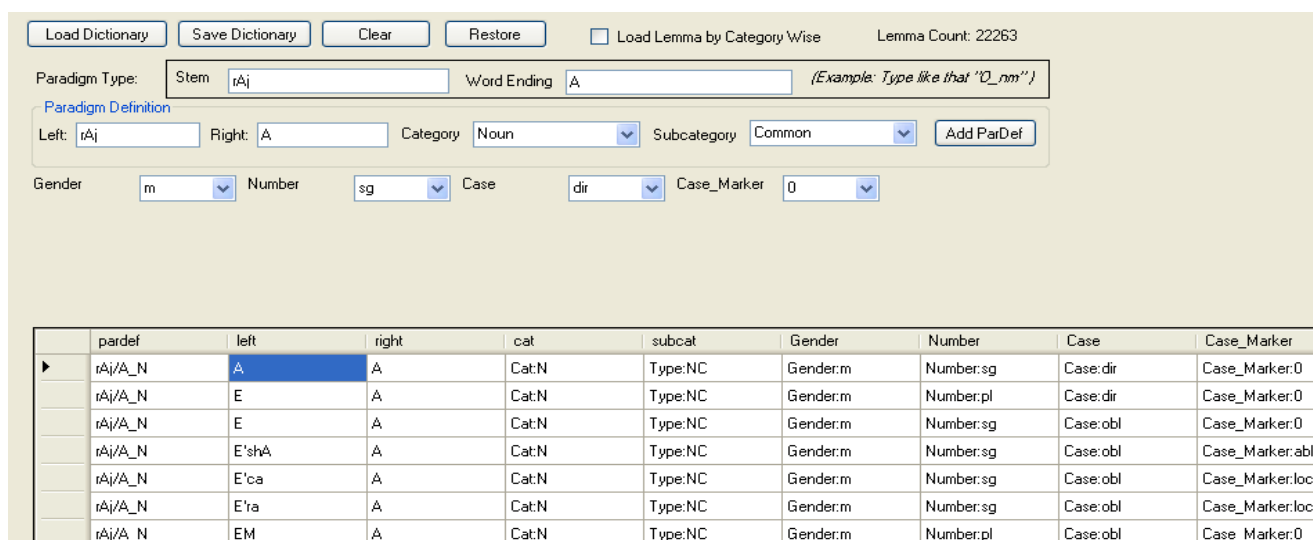 Load Dictionary Save Dictionary Clear Restore Load Lemma by Category Wise Lemma Count: 22263
Paradigm Type: Stem rAj Word Ending A (Example: Type like that "O_nm")
Paradigm Definition
Left: rAj Right: A Category Noun Subcategory Common Add ParDef
Gender m Number sg Case dir Case_Marker 0
pardef left right cat subcat Gender Number Case Case_Marker
rAj/A_N A A Cat:N Type:NC Gender:m Number:sg Case:dir Case_Marker:0
rAj/A_N E A Cat:N Type:NC Gender:m Number:pl Case:dir Case_Marker:0
rAj/A_N E A Cat:N Type:NC Gender:m Number:sg Case:obl Case_Marker:0
rAj/A_N E'shA A Cat:N Type:NC Gender:m Number:sg Case:obl Case_Marker:abl
rAj/A_N E'ca A Cat:N Type:NC Gender:m Number:sg Case:obl Case_Marker:loc
rAj/A_N E'ra A Cat:N Type:NC Gender:m Number:sg Case:obl Case_Marker:loc
rAj/A_N EM A Cat:N Type:NC Gender:m Number:pl Case:obl Case_Marker:0